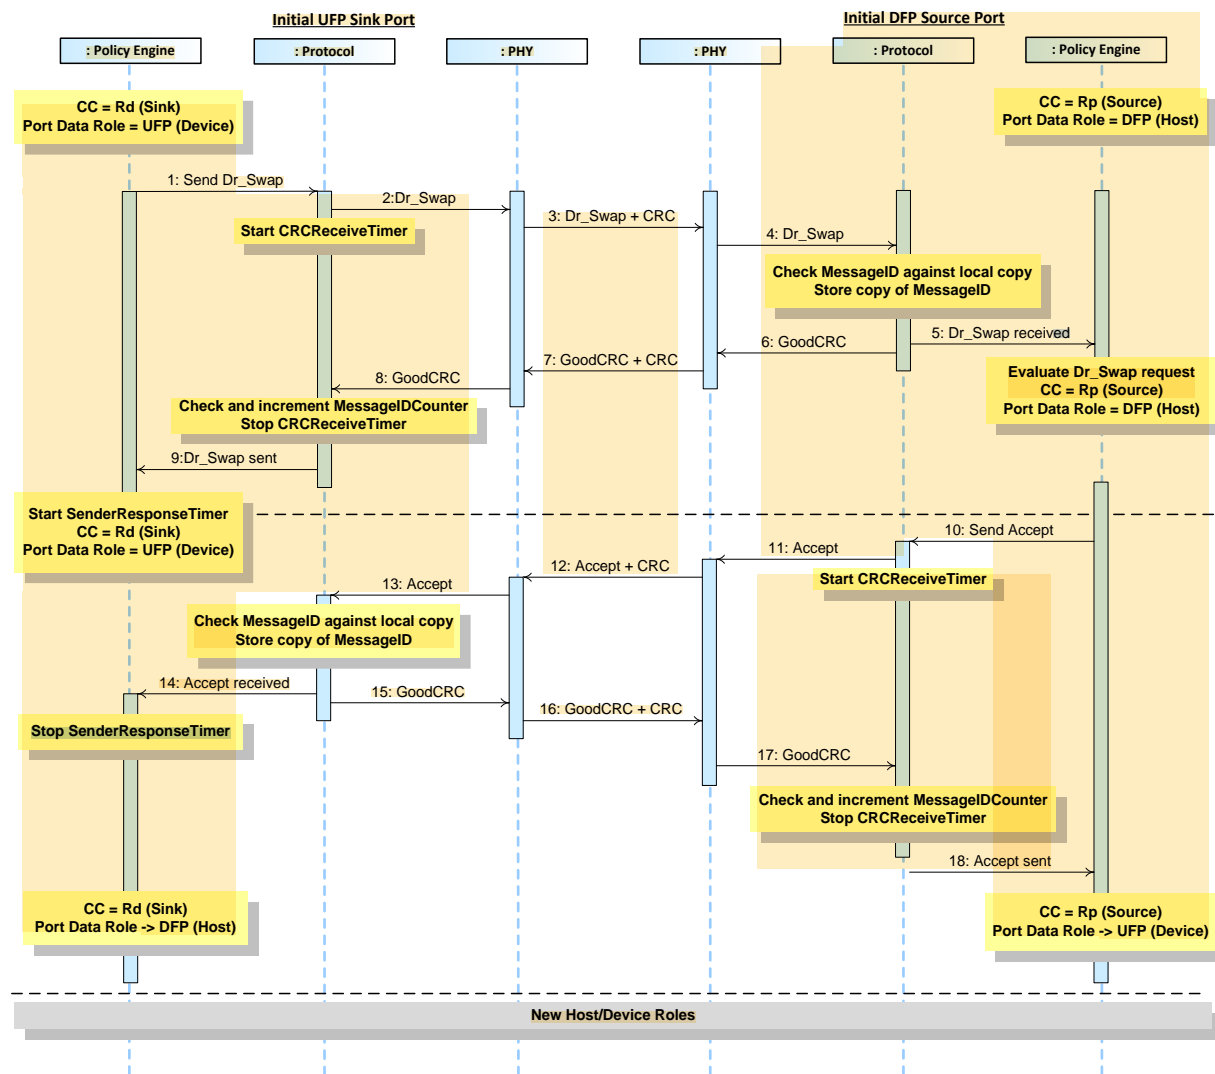 Initial UFP Sink Port
Initial DFP Source Port
: Policy Engine
: Protocol
: PHY
: PHY
: Protocol
: Policy Engine
CC = Rd (Sink)
Port Data Role = UFP (Device)
CC = Rp (Source)
Port Data Role = DFP (Host)
1: Send Dr_Swap
2:Dr_Swap
Start CRCReceiveTimer
3: Dr_Swap + CRC
4: Dr_Swap
Check MessageID against local copy
Store copy of MessageID
5: Dr_Swap received
6: GoodCRC
7: GoodCRC + CRC
8: GoodCRC
Evaluate Dr_Swap request
CC = Rp (Source)
Port Data Role = DFP (Host)
Check and increment MessageIDCounter
Stop CRCReceiveTimer
9:Dr_Swap sent
Start SenderResponseTimer
CC = Rd (Sink)
Port Data Role = UFP (Device)
10: Send Accept
11: Accept
Start CRCReceiveTimer
12: Accept + CRC
13: Accept
Check MessageID against local copy
Store copy of MessageID
14: Accept received
15: GoodCRC
16: GoodCRC + CRC
Stop SenderResponseTimer
17: GoodCRC
Check and increment MessageIDCounter
Stop CRCReceiveTimer
18: Accept sent
CC = Rd (Sink)
Port Data Role -> DFP (Host)
CC = Rp (Source)
Port Data Role -> UFP (Device)
New Host/Device Roles